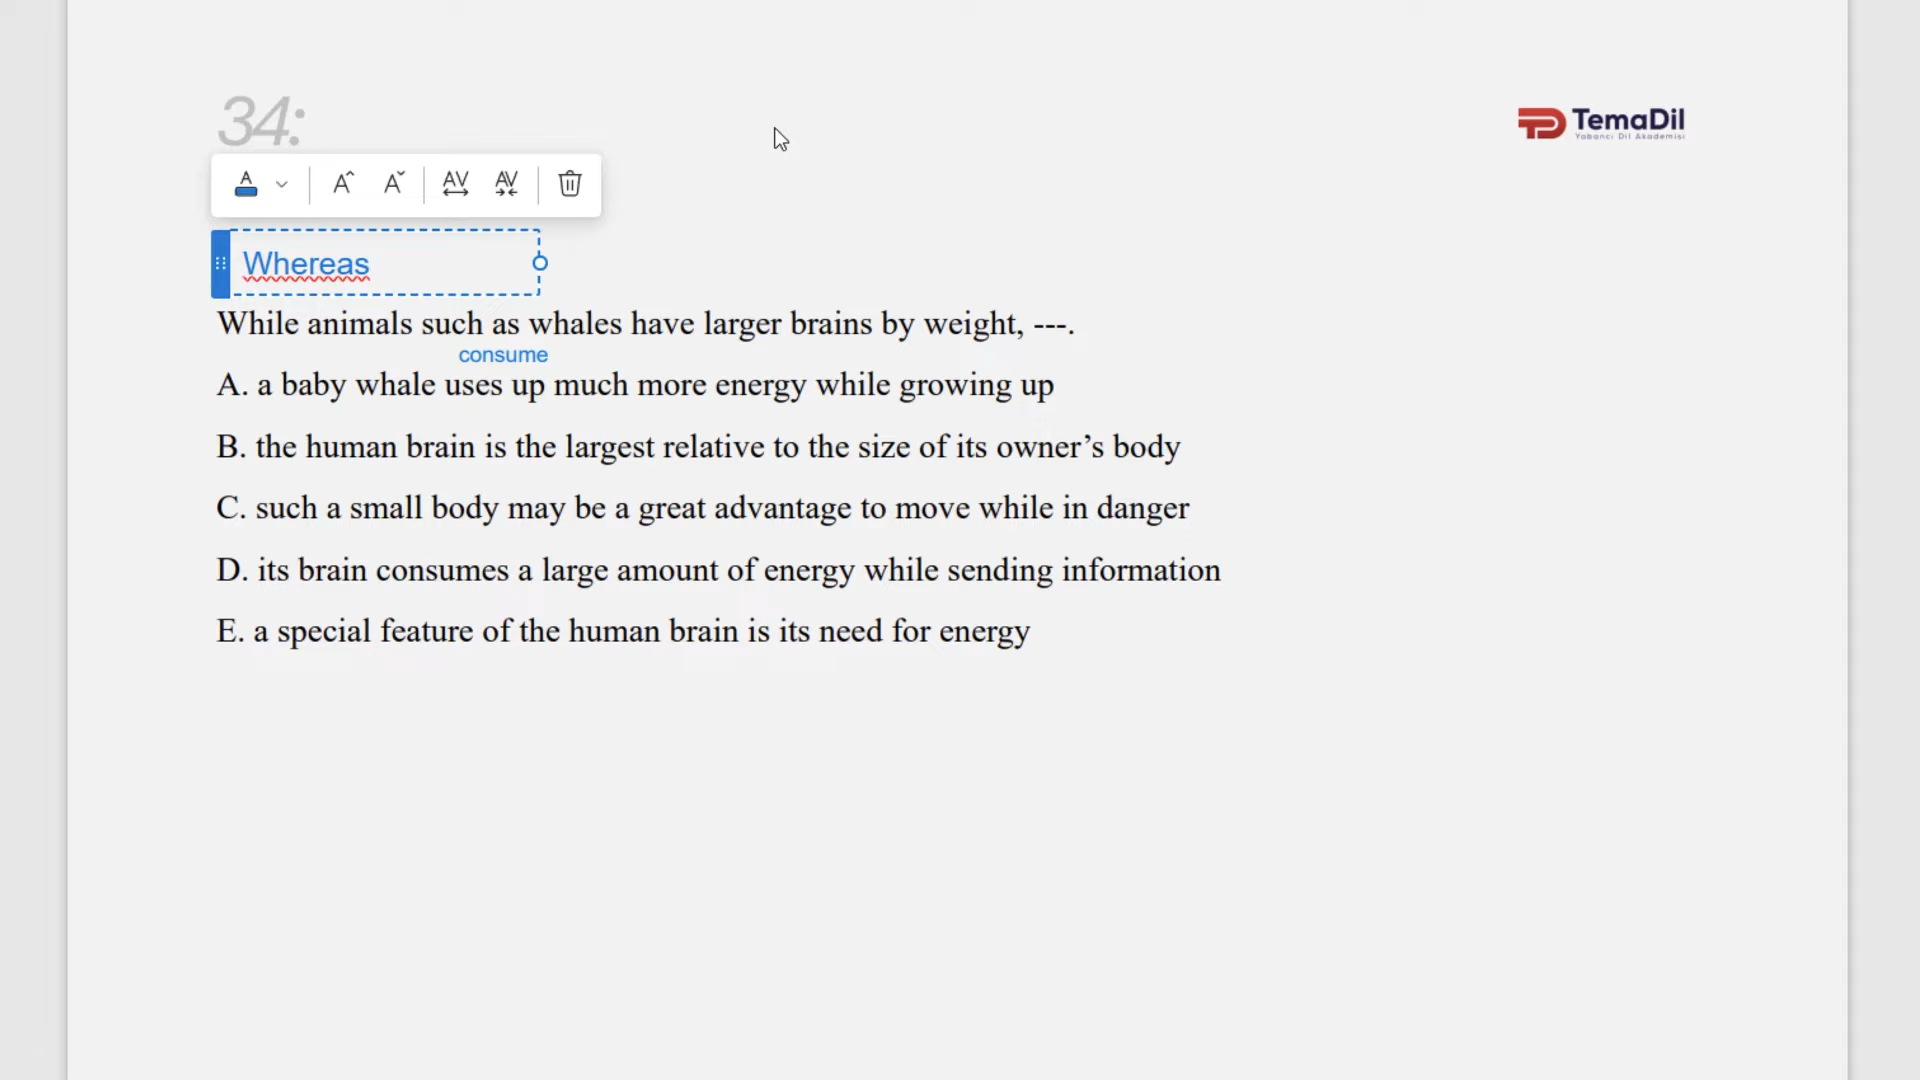 34:
TemaDil
Yabancı Dil Akademisi
Whereas
While animals such as whales have larger brains by weight, ---.
consume
A. a baby whale uses up much more energy while growing up
B. the human brain is the largest relative to the size of its owner’s body
C. such a small body may be a great advantage to move while in danger
D. its brain consumes a large amount of energy while sending information
E. a special feature of the human brain is its need for energy